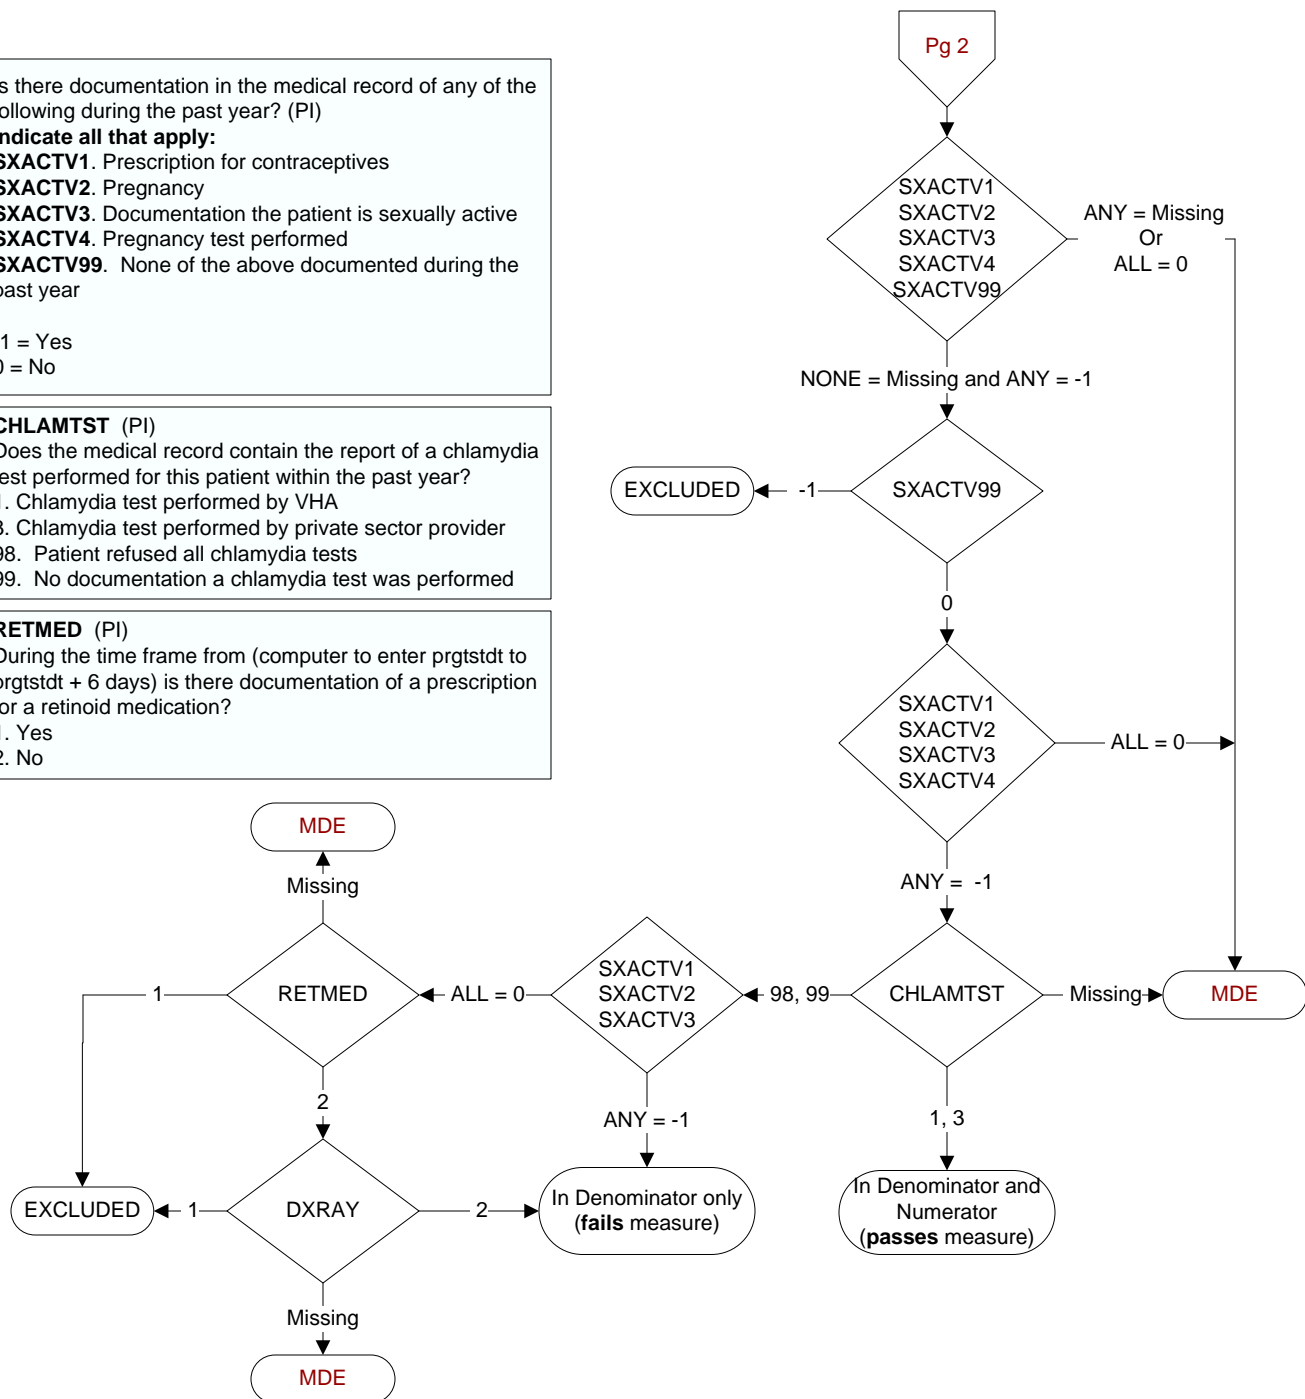 Pg 2
s there documentation in the medical record of any of the
ollowing during the past year? (PI)
ndicate all that apply:
SXACTV1. Prescription for contraceptives
SXACTV2. Pregnancy
SXACTV3. Documentation the patient is sexually active
SXACTV4. Pregnancy test performed
SXACTV99. None of the above documented during the
past year
1 = Yes
0 = No
CHLAMTST (PI)
Does the medical record contain the report of a chlamydia
test performed for this patient within the past year?
1. Chlamydia test performed by VHA
3. Chlamydia test performed by private sector provider
98. Patient refused all chlamydia tests
99. No documentation a chlamydia test was performed
RETMED (PI)
During the time frame from (computer to enter prgtstdt to
prgtstdt + 6 days) is there documentation of a prescription
for a retinoid medication?
1. Yes
2. No
SXACTV1
SXACTV2
SXACTV3
SXACTV4
SXACTV99
ANY = Missing
Or
ALL = 0
NONE = Missing and ANY = -1
EXCLUDED
-1
SXACTV99
0
SXACTV1
SXACTV2
SXACTV3
SXACTV4
ALL = 0
ANY = -1
MDE
Missing
1
RETMED
ALL = 0
SXACTV1
SXACTV2
SXACTV3
98, 99
CHLAMTST
Missing
MDE
2
ANY = -1
1, 3
EXCLUDED
1
DXRAY
2
In Denominator only
(fails measure)
In Denominator and
Numerator
(passes measure)
Missing
MDE